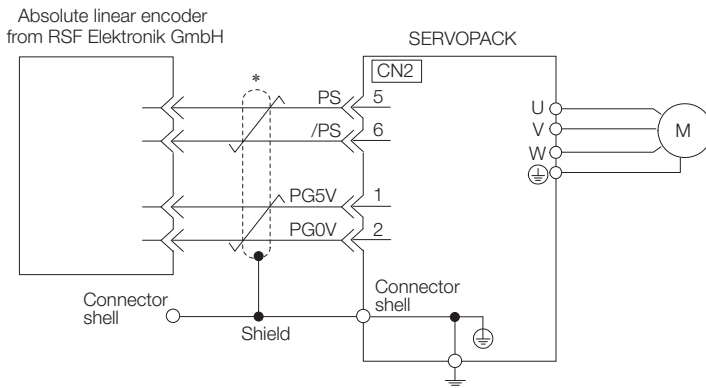 Absolute linear encoder
from RSF Elektronik GmbH
SERVOPACK
CN2
*
PS 5
/PS 6
PG5V 1
PG0V 2
U
V
W
M
Connector
shell
Shield
Connector
shell